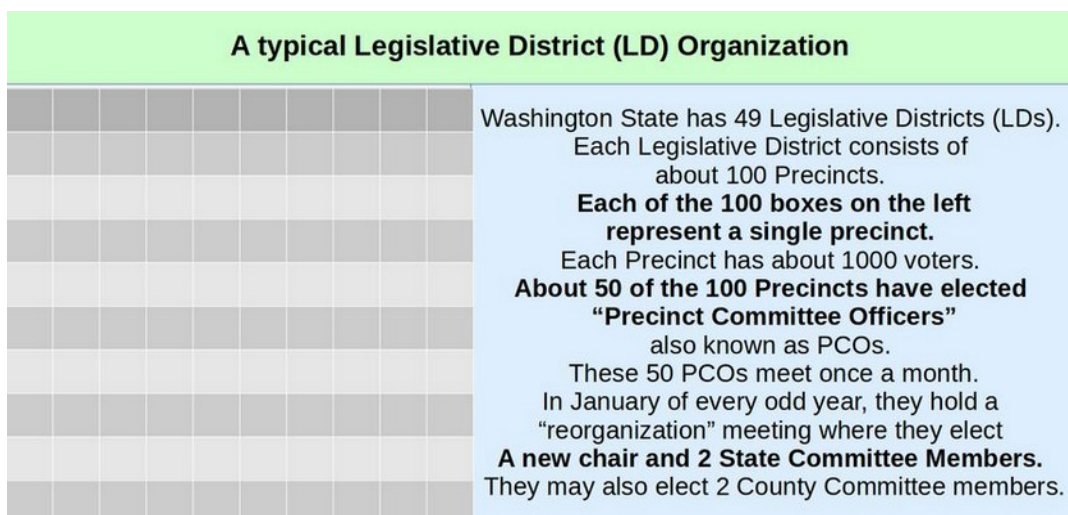 A typical Legislative District (LD) Organization
Washington State has 49 Legislative Districts (LDs).
Each Legislative District consists of
about 100 Precincts.
Each of the 100 boxes on the left
represent a single precinct.
Each Precinct has about 1000 voters.
About 50 of the 100 Precincts have elected
“Precinct Committee Officers”
also known as PCOs.
These 50 PCOs meet once a month.
In January of every odd year, they hold a
“reorganization” meeting where they elect
A new chair and 2 State Committee Members.
They may also elect 2 County Committee members.